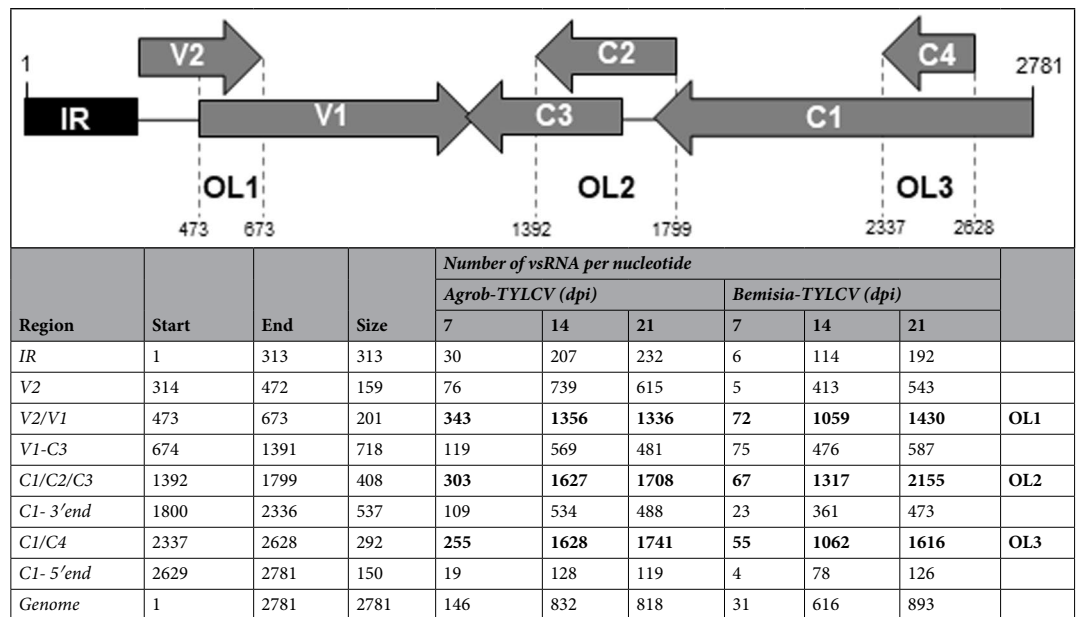 V2 C2 C4
1 2781
IR V1 C3 C1
OL1 OL2 OL3
473 673 1392 1799 2337 2628
Number of vsRNA per nucleotide
Agrob-TYLCV (dpi) Bemisia-TYLCV (dpi)
Region Start End Size 7 14 21 7 14 21
IR 1 313 313 30 207 232 6 114 192
V2 314 472 159 76 739 615 5 413 543
V2/V1 473 673 201 343 1356 1336 72 1059 1430 OL1
V1-C3 674 1391 718 119 569 481 75 476 587
C1/C2/C3 1392 1799 408 303 1627 1708 67 1317 2155 OL2
C1- 3′end 1800 2336 537 109 534 488 23 361 473
C1/C4 2337 2628 292 255 1628 1741 55 1062 1616 OL3
C1- 5′end 2629 2781 150 19 128 119 4 78 126
Genome 1 2781 2781 146 832 818 31 616 893